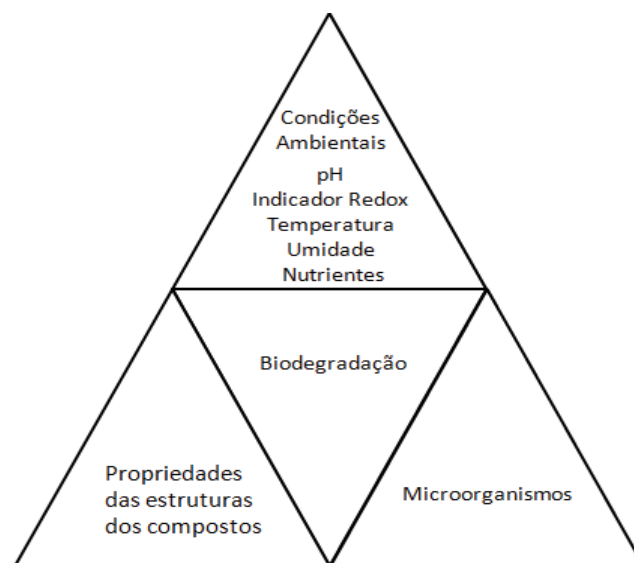 Condições
Ambientais
pH
Indicador Redox
Temperatura
Umidade
Nutrientes
Biodegradação
Propriedades
das estruturas
dos compostos
Microorganismos